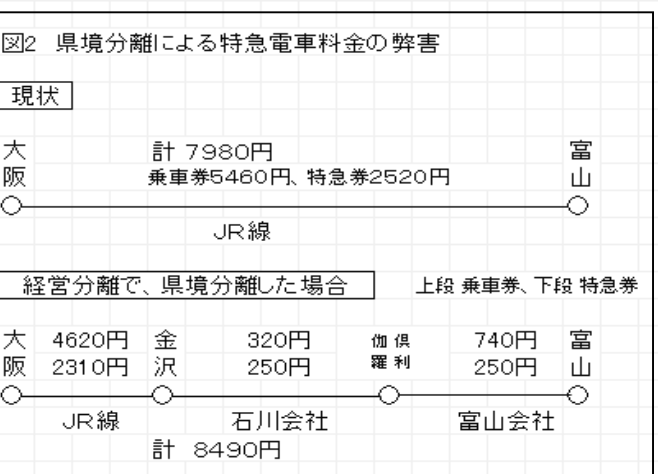 図2 県境分離による特急電車料金の弊害
現状
大阪 計 7980円 富山
乗車券5460円、特急券2520円
JR線
経営分離で、県境分離した場合 上段 乗車券、下段 特急券
大阪 4620円 金沢 320円 倶利伽羅 740円 富山
2310円 250円 250円
JR線 石川会社 富山会社
計 8490円